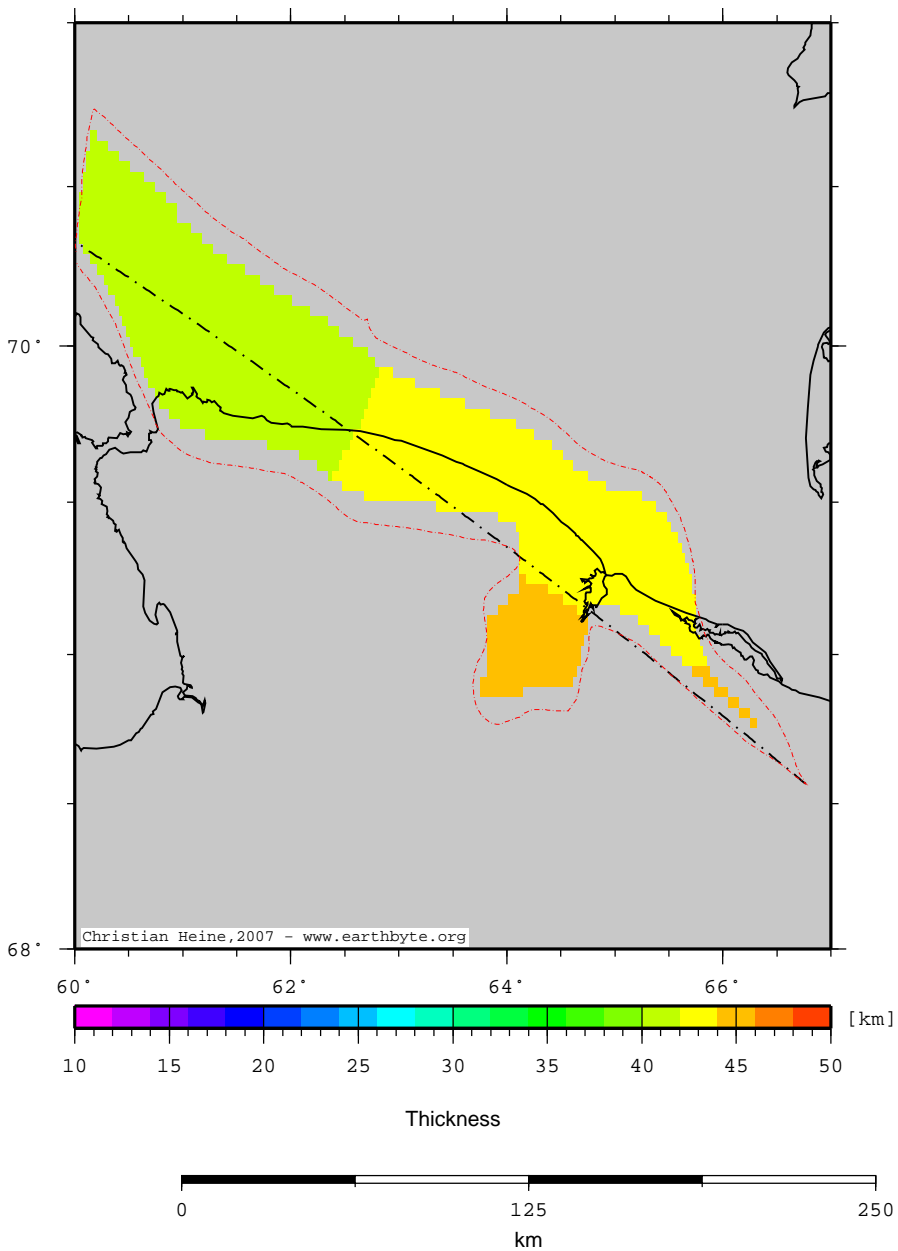 70°
68°
Christian Heine,2007 - www.earthbyte.org
60° 62° 64° 66°
[km]
10 15 20 25 30 35 40 45 50
Thickness
0 125 250
km